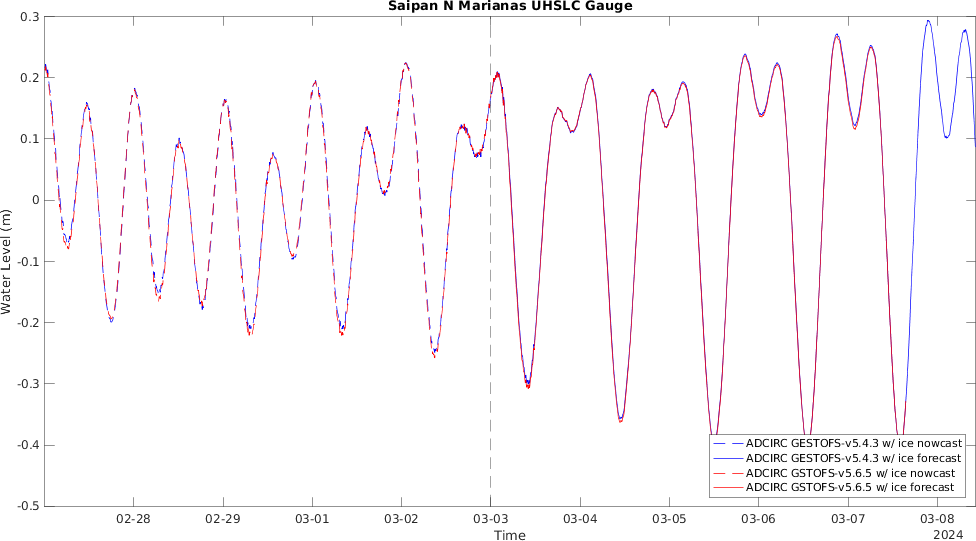 Saipan N Marianas UHSLC Gauge
0.3
0.2
0.1
0
-0.1
-0.2
-0.3
-0.4
-0.5
Water Level (m)
ADCIRC GESTOFS-v5.4.3 w/ ice nowcast
ADCIRC GESTOFS-v5.4.3 w/ ice forecast
ADCIRC GSTOFS-v5.6.5 w/ ice nowcast
ADCIRC GSTOFS-v5.6.5 w/ ice forecast
02-28 02-29 03-01 03-02 03-03 03-04 03-05 03-06 03-07 03-08
Time
2024